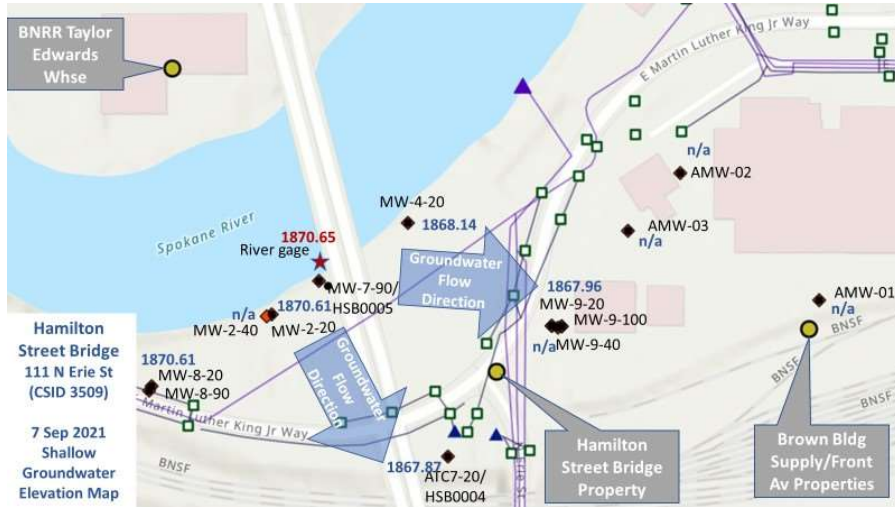 BNRR Taylor
Edwards
Whse
E Martin Luther King Jr Way
n/a
AMW-02
MW-4-20
1868.14
AMW-03
n/a
Spokane River
1870.65
River gage
Groundwater
Flow
Direction
MW-7-90/
HSB0005
1867.96
MW-9-20
MW-9-100
n/a
MW-9-40
AMW-01
n/a
BNSF
n/a
1870.61
MW-2-40
MW-2-20
Hamilton
Street Bridge
111 N Erie St
(CSID 3509)
7 Sep 2021
Shallow
Groundwater
Elevation Map
1870.61
MW-8-20
MW-8-90
Martin Luther King Jr Way
Groundwater
Flow
Direction
BNSF
BNSF
BNSF
BNSF
1867.87
ATC7-20/
HSB0004
Hamilton
Street Bridge
Property
Brown Bldg
Supply/Front
Av Properties